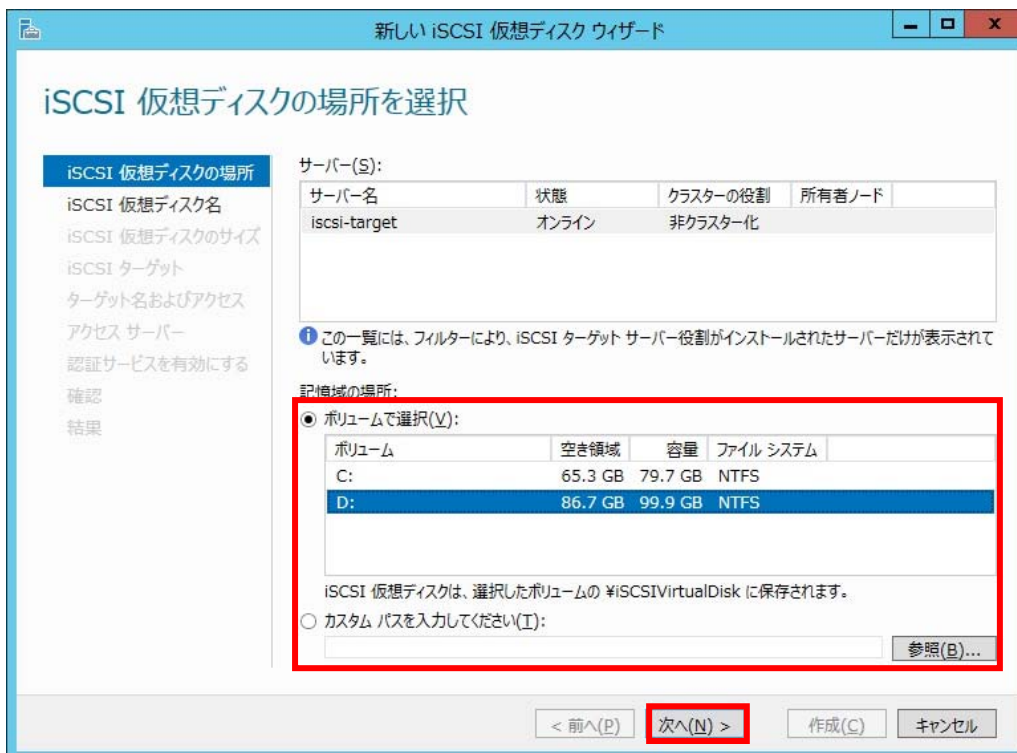 新しい iSCSI 仮想ディスク ウィザード
iSCSI 仮想ディスクの場所を選択
iSCSI 仮想ディスクの場所
iSCSI 仮想ディスク名
iSCSI 仮想ディスクのサイズ
iSCSI ターゲット
ターゲット名およびアクセス
アクセス サーバー
認証サービスを有効にする
確認
結果
サーバー(S):
サーバー名 状態 クラスターの役割 所有者ノード
iscsi-target オンライン 非クラスター化
この一覧には、フィルターにより、iSCSI ターゲット サーバー役割がインストールされたサーバーだけが表示されて
います。
記憶域の場所:
ボリュームで選択(V):
ボリューム 空き領域 容量 ファイル システム
C: 65.3 GB 79.7 GB NTFS
D: 86.7 GB 99.9 GB NTFS
iSCSI 仮想ディスクは、選択したボリュームの ¥iSCSIVirtualDisk に保存されます。
カスタム パスを入力してください(T):
参照(B)...
< 前へ(P) 次へ(N) > 作成(C) キャンセル